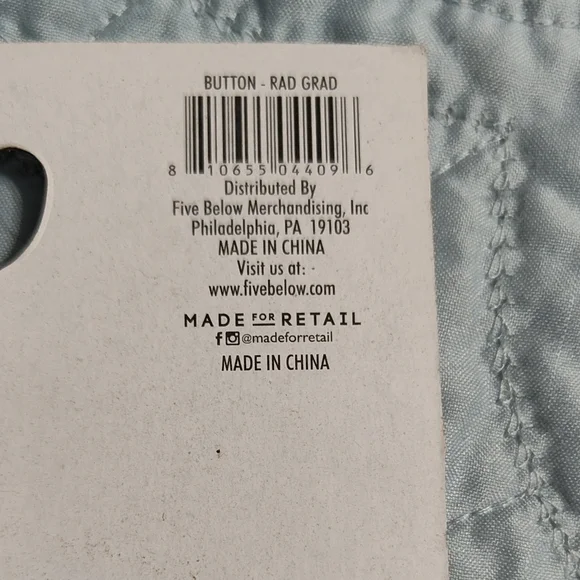 BUTTON - RAD GRAD
8 10655 04409 6
Distributed By
Five Below Merchandising, Inc
Philadelphia, PA 19103
MADE IN CHINA
Visit us at:
www.fivebelow.com
MADE FOR RETAIL
@madeforretail
MADE IN CHINA